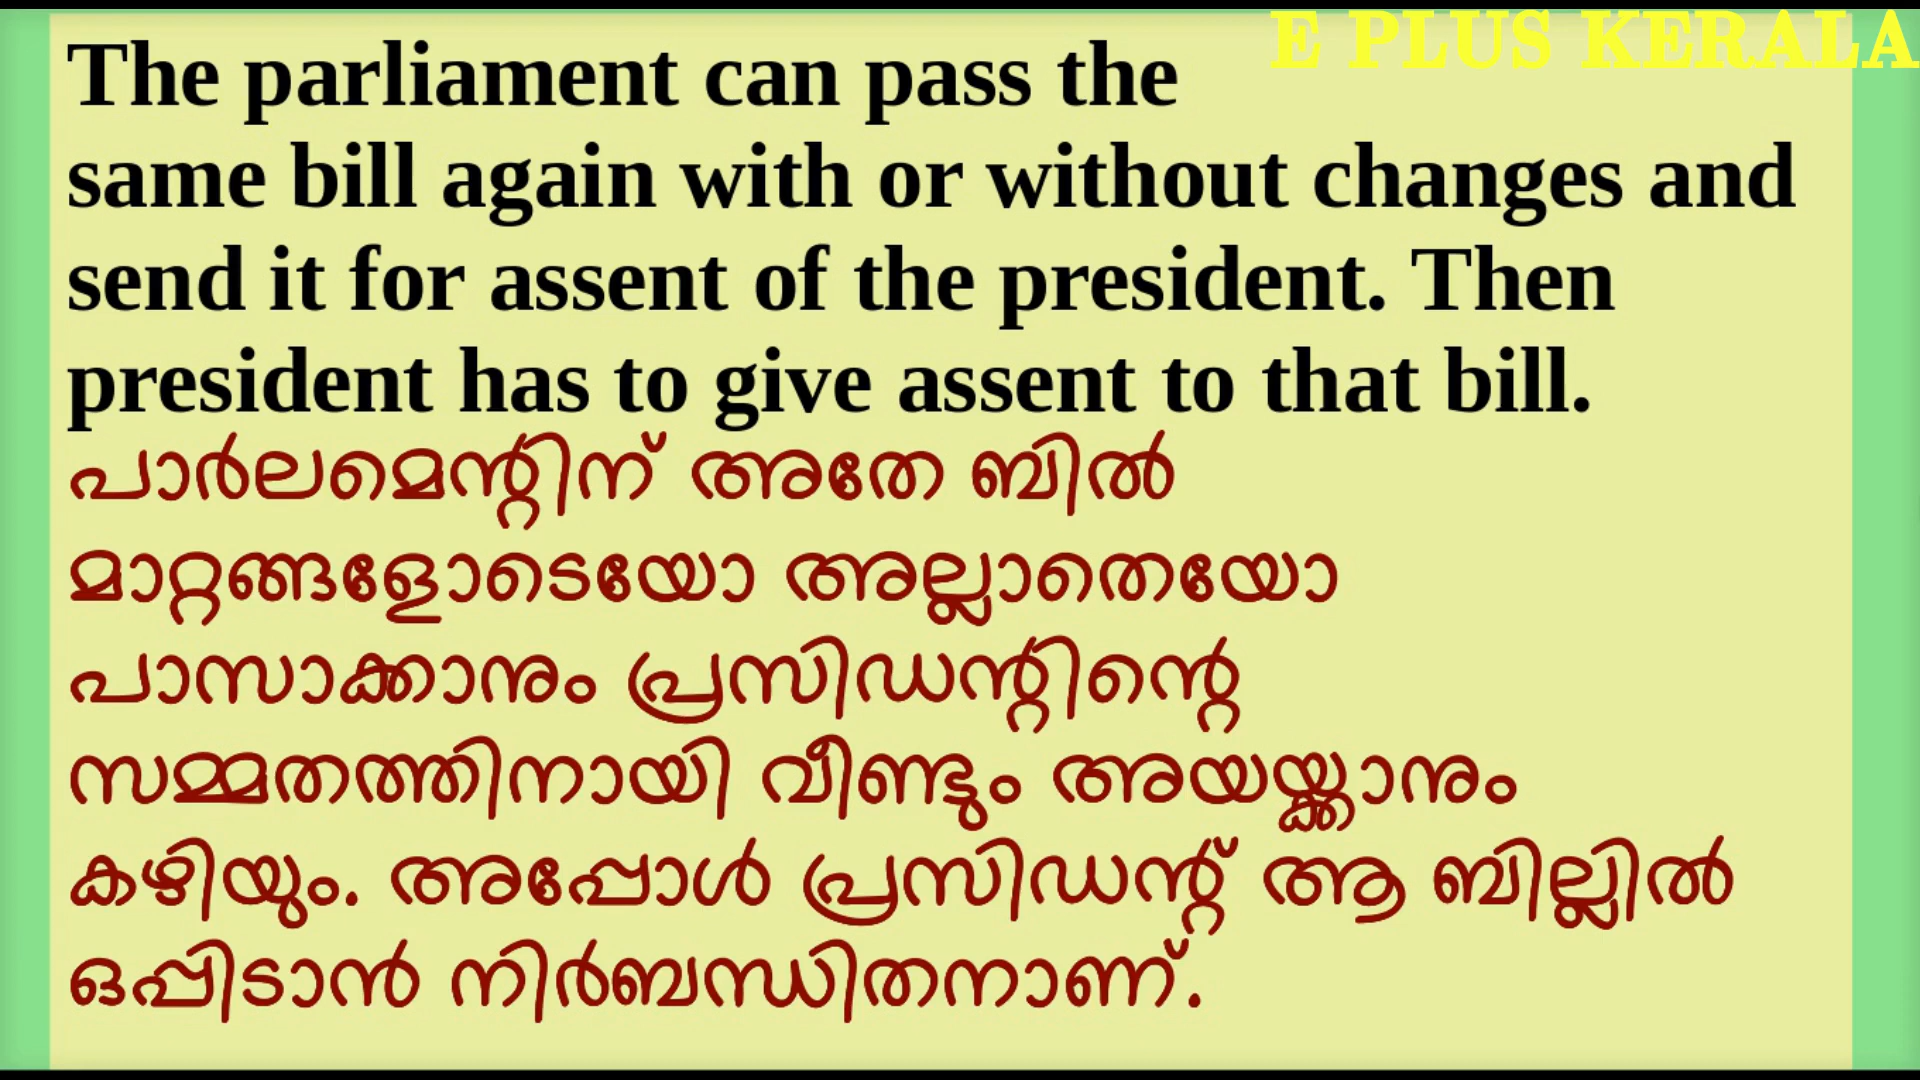 E PLUS KERALA
The parliament can pass the
same bill again with or without changes and
send it for assent of the president. Then
president has to give assent to that bill.
പാർലമെന്റിന് അതേ ബിൽ
മാറ്റങ്ങളോടെയോ അല്ലാതെയോ
പാസാക്കാനും പ്രസിഡന്റിന്റെ
സമ്മതത്തിനായി വീണ്ടും അയയ്ക്കാനും
കഴിയും. അപ്പോൾ പ്രസിഡന്റ് ആ ബില്ലിൽ
ഒപ്പിടാൻ നിർബന്ധിതനാണ്.